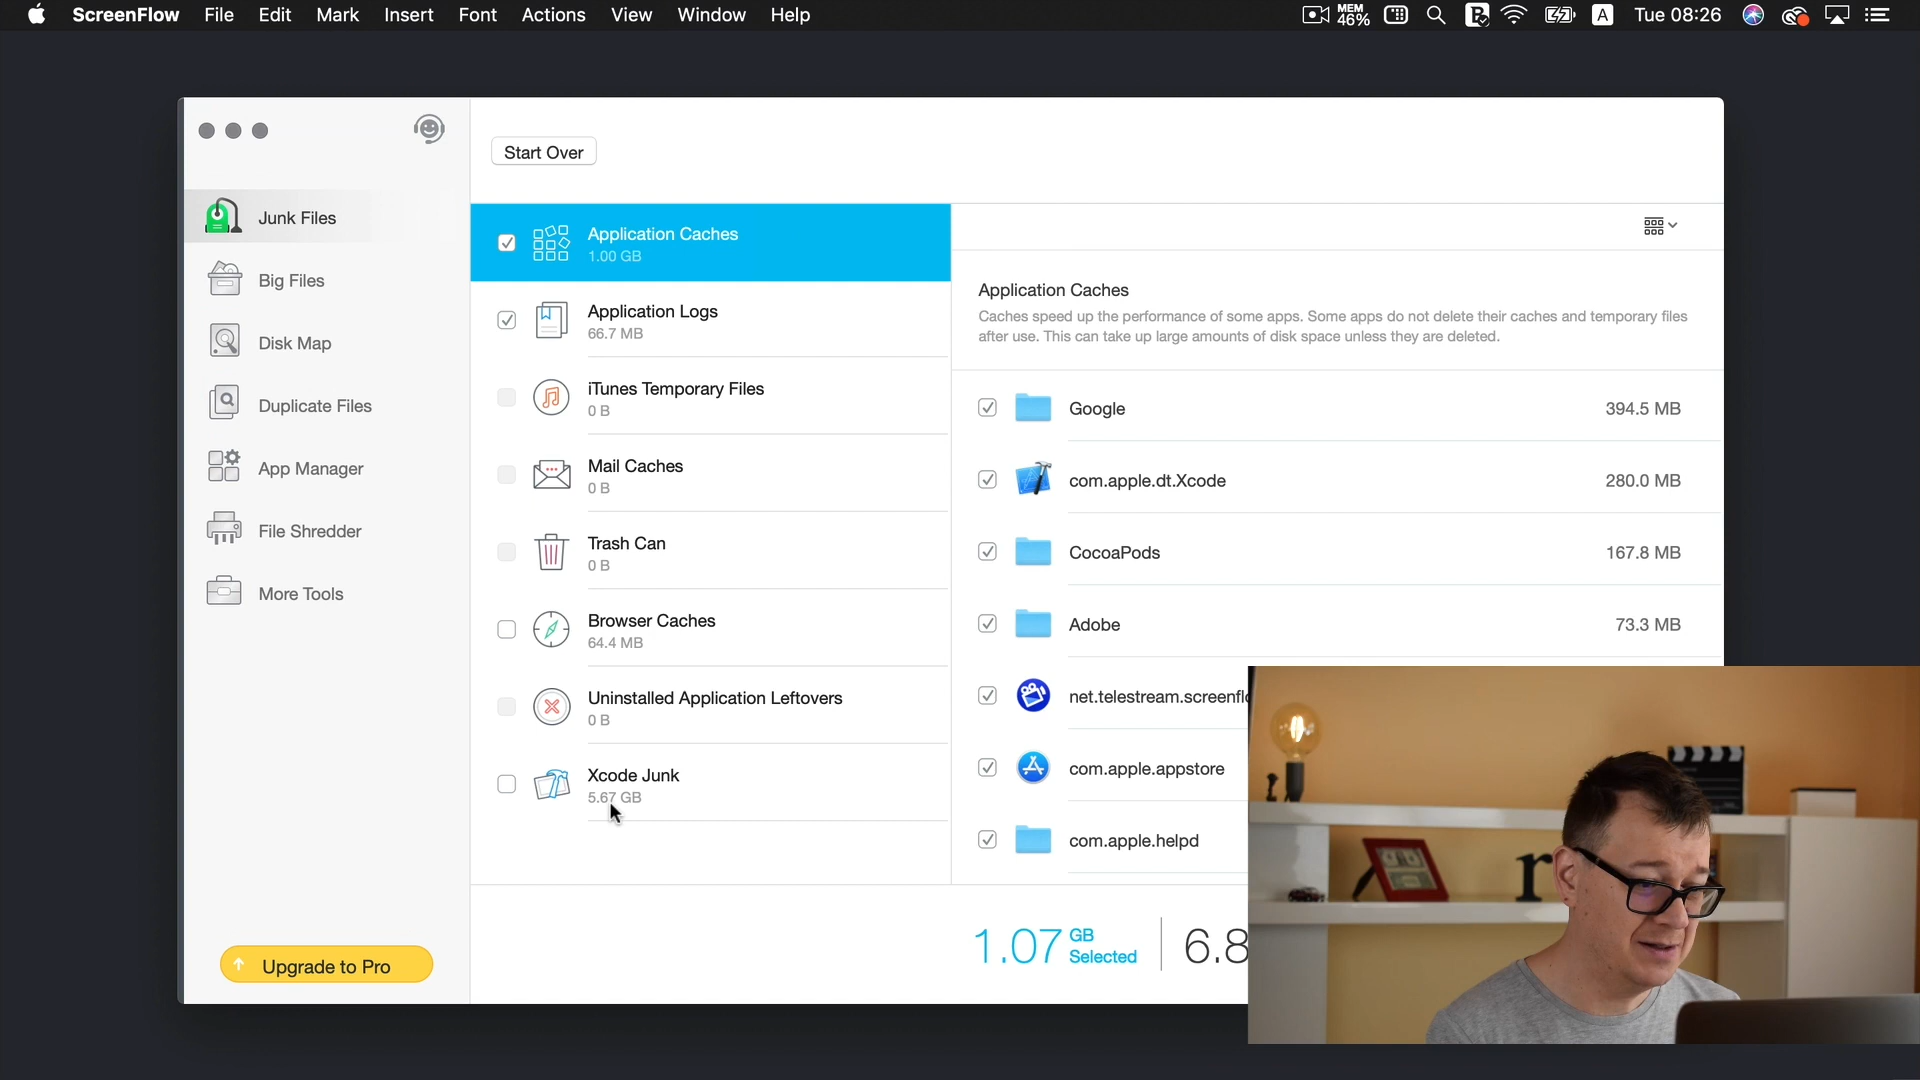 ScreenFlow File Edit Mark Insert Font Actions View Window Help
MEM 46%
A
Tue 08:26
Start Over
Junk Files
Big Files
Disk Map
Duplicate Files
App Manager
File Shredder
More Tools
Upgrade to Pro
Application Caches
1.00 GB
Application Logs
66.7 MB
iTunes Temporary Files
0 B
Mail Caches
0 B
Trash Can
0 B
Browser Caches
64.4 MB
Uninstalled Application Leftovers
0 B
Xcode Junk
5.67 GB
Application Caches
Caches speed up the performance of some apps. Some apps do not delete their caches and temporary files
after use. This can take up large amounts of disk space unless they are deleted.
Google 394.5 MB
com.apple.dt.Xcode 280.0 MB
CocoaPods 167.8 MB
Adobe 73.3 MB
net.telestream.screenflo
com.apple.appstore
com.apple.helpd
1.07 GB Selected
6.8
r